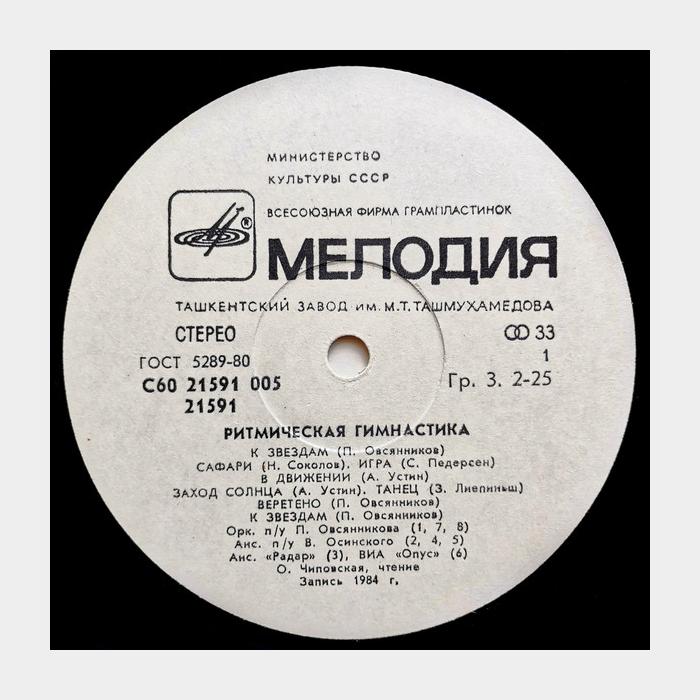 МИНИСТЕРСТВО
КУЛЬТУРЫ СССР
®
ВСЕСОЮЗНАЯ ФИРМА ГРАМПЛАСТИНОК
МЕЛОДИЯ
ТАШКЕНТСКИЙ ЗАВОД им. М.Т.ТАШМУХАМЕДОВА
СТЕРЕО 33
ГОСТ 5289-80 1
С60 21591 005 Гр. 3. 2-25
21591
РИТМИЧЕСКАЯ ГИМНАСТИКА
К ЗВЕЗДАМ (П. Овсянников)
САФАРИ (Н. Соколов). ИГРА (С. Педерсен)
В ДВИЖЕНИИ (А. Устин)
ЗАХОД СОЛНЦА (А. Устин). ТАНЕЦ (З. Лиепиньш)
ВЕРЕТЕНО (П. Овсянников)
К ЗВЕЗДАМ (П. Овсянников)
Орк. п/у П. Овсянникова (1, 7, 8)
Анс. п/у В. Осинского (2, 4, 5)
Анс. «Радар» (3), ВИА «Опус» (6)
О. Чиповская, чтение
Запись 1984 г.